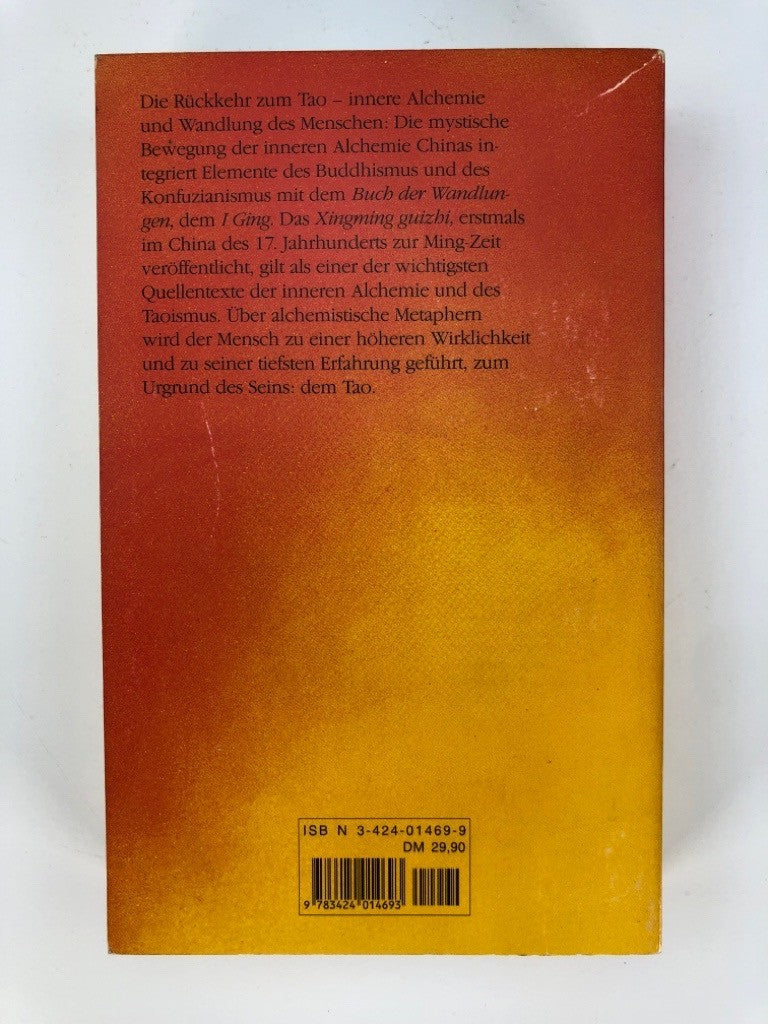 Die Rückkehr zum Tao – innere Alchemie
und Wandlung des Menschen: Die mystische
Bewegung der inneren Alchemie Chinas in-
tegriert Elemente des Buddhismus und des
Konfuzianismus mit dem Buch der Wandlun-
gen, dem I Ging. Das Xingming guizhi, erstmals
im China des 17. Jahrhunderts zur Ming-Zeit
veröffentlicht, gilt als einer der wichtigsten
Quellentexte der inneren Alchemie und des
Taoismus. Über alchemistische Metaphern
wird der Mensch zu einer höheren Wirklichkeit
und zu seiner tiefsten Erfahrung geführt, zum
Urgrund des Seins: dem Tao.
ISB N 3-424-01469-9
DM 29,90
9 783424 014693